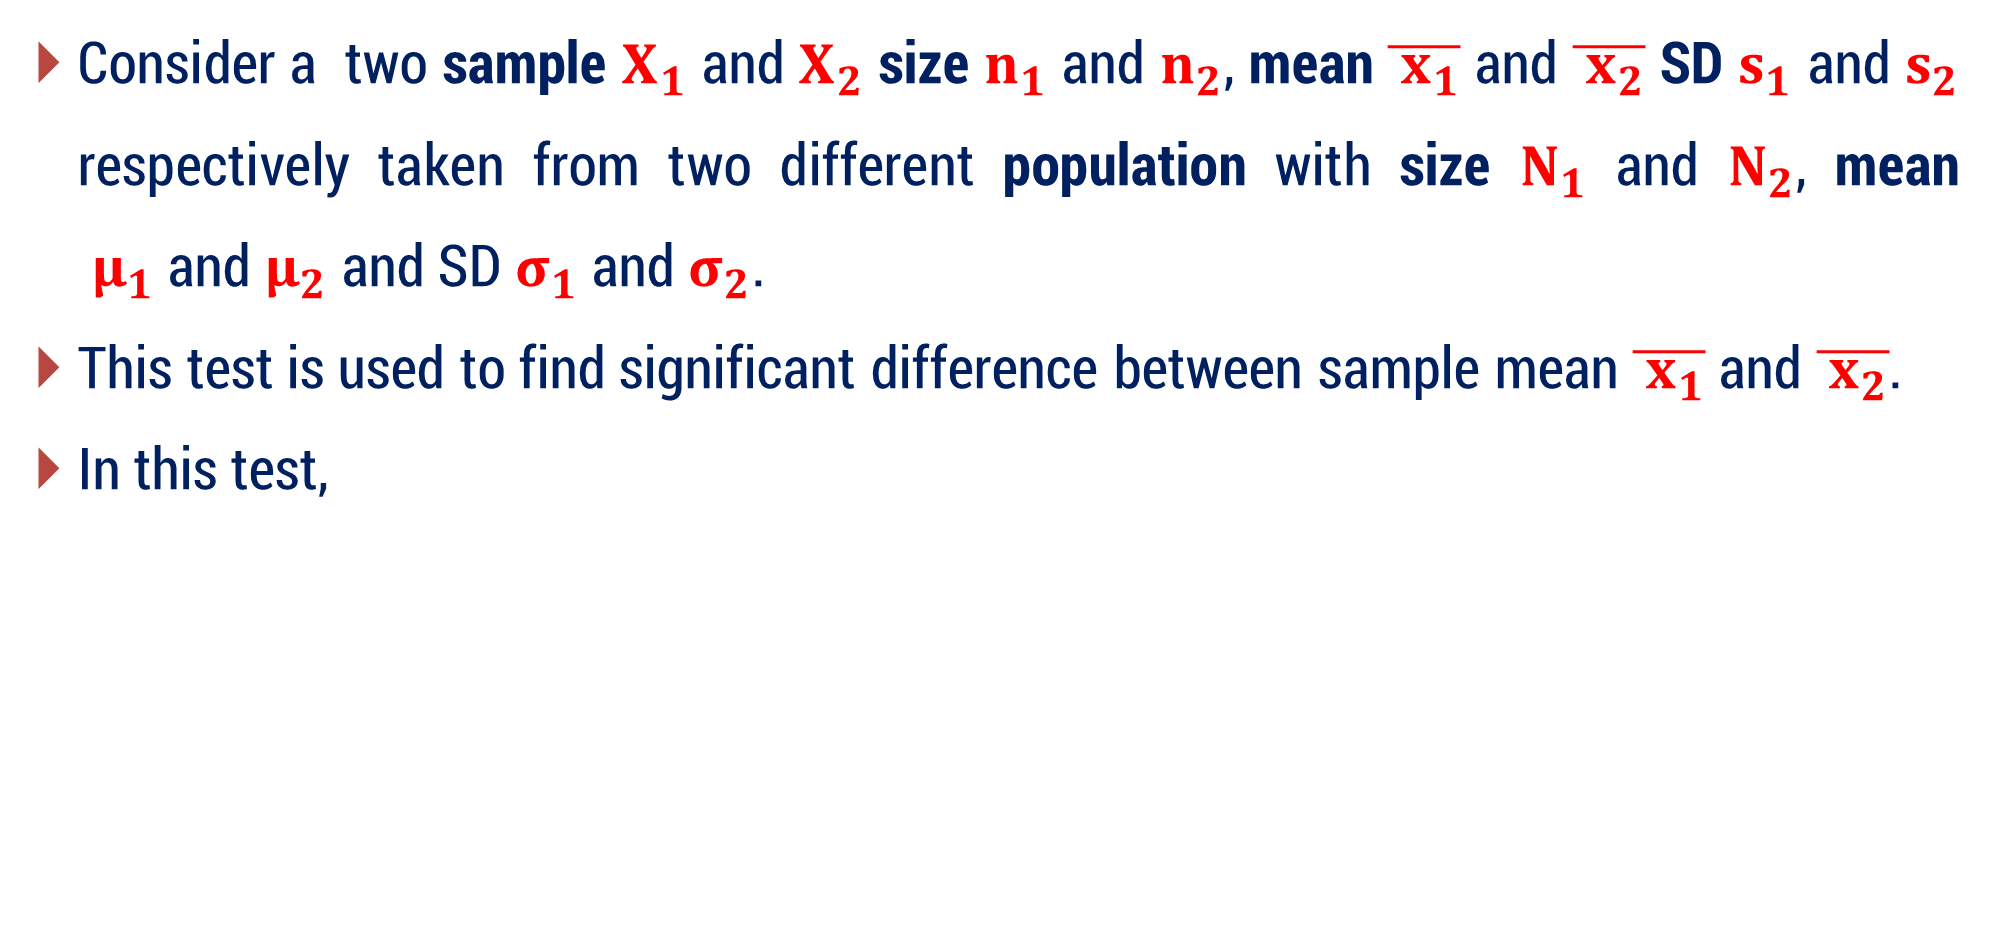 Consider a two sample X₁ and X₂ size n₁ and n₂, mean x̅₁ and x̅₂ SD s₁ and s₂
respectively taken from two different population with size N₁ and N₂, mean
μ₁ and μ₂ and SD σ₁ and σ₂.
This test is used to find significant difference between sample mean x̅₁ and x̅₂.
In this test,